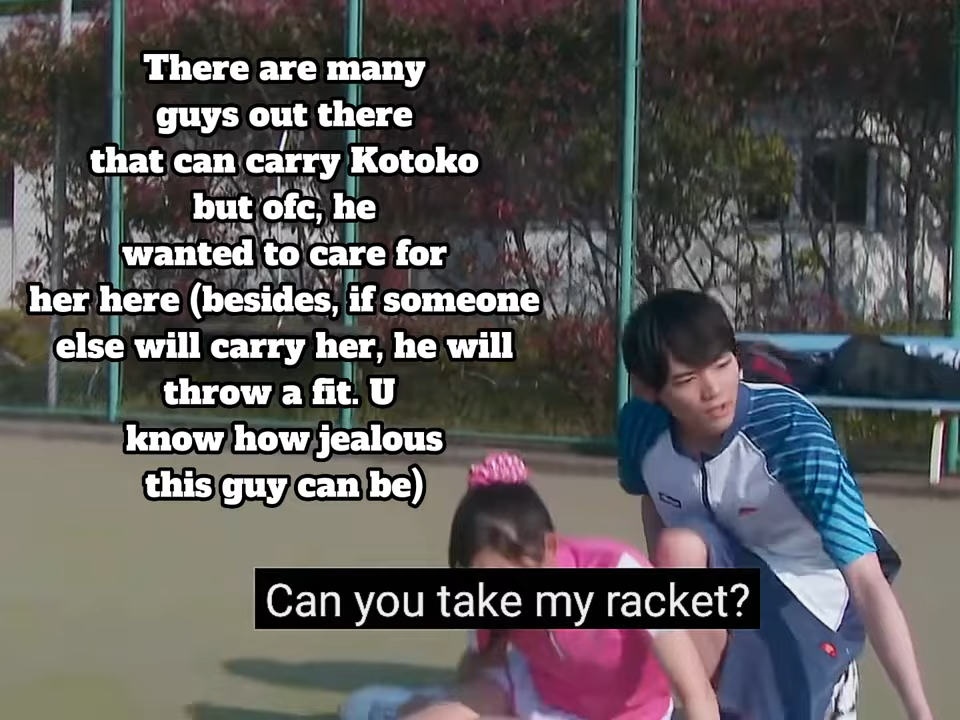 There are many
guys out there
that can carry Kotoko
but ofc, he
wanted to care for
her here (besides, if someone
else will carry her, he will
throw a fit. U
know how jealous
this guy can be)
Can you take my racket?